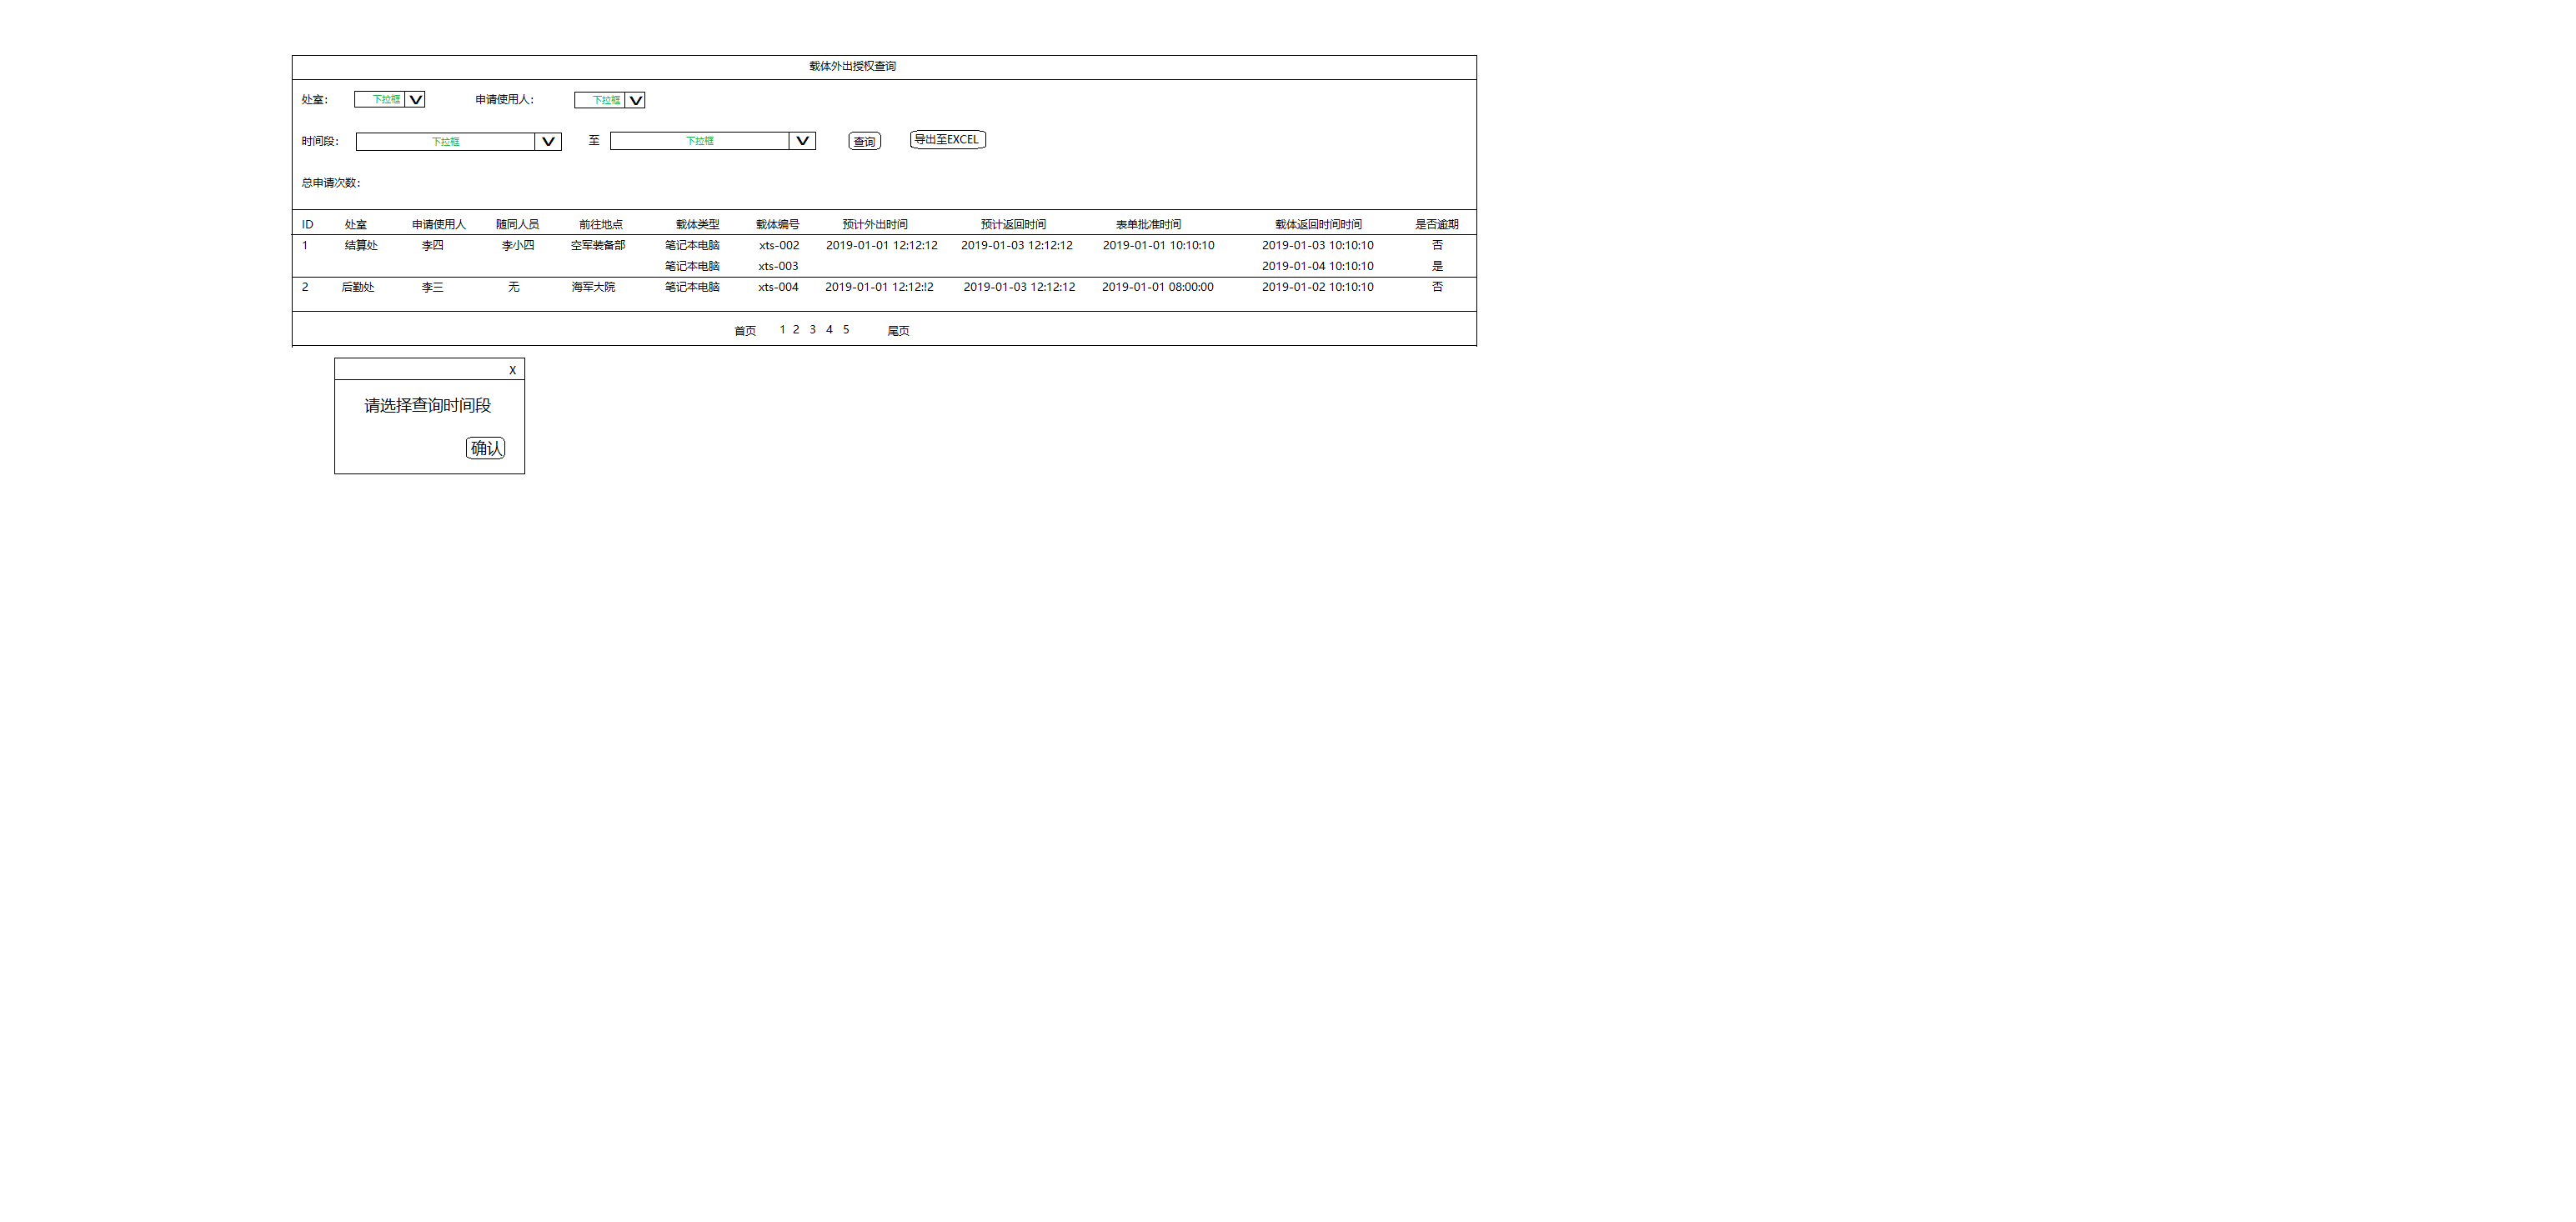 载体外出授权查询
处室： 下拉框 V 申请使用人： 下拉框 V
时间段： 下拉框 V 至 下拉框 V 查询 导出至EXCEL
总申请次数：
ID 处室 申请使用人 随同人员 前往地点 载体类型 载体编号 预计外出时间 预计返回时间 表单批准时间 载体返回时间时间 是否逾期
1 结算处 李四 李小四 空军装备部 笔记本电脑 xts-002 2019-01-01 12:12:12 2019-01-03 12:12:12 2019-01-01 10:10:10 2019-01-03 10:10:10 否
笔记本电脑 xts-003 2019-01-04 10:10:10 是
2 后勤处 李三 无 海军大院 笔记本电脑 xts-004 2019-01-01 12:12:!2 2019-01-03 12:12:12 2019-01-01 08:00:00 2019-01-02 10:10:10 否
首页 1 2 3 4 5 尾页
X
请选择查询时间段
确认